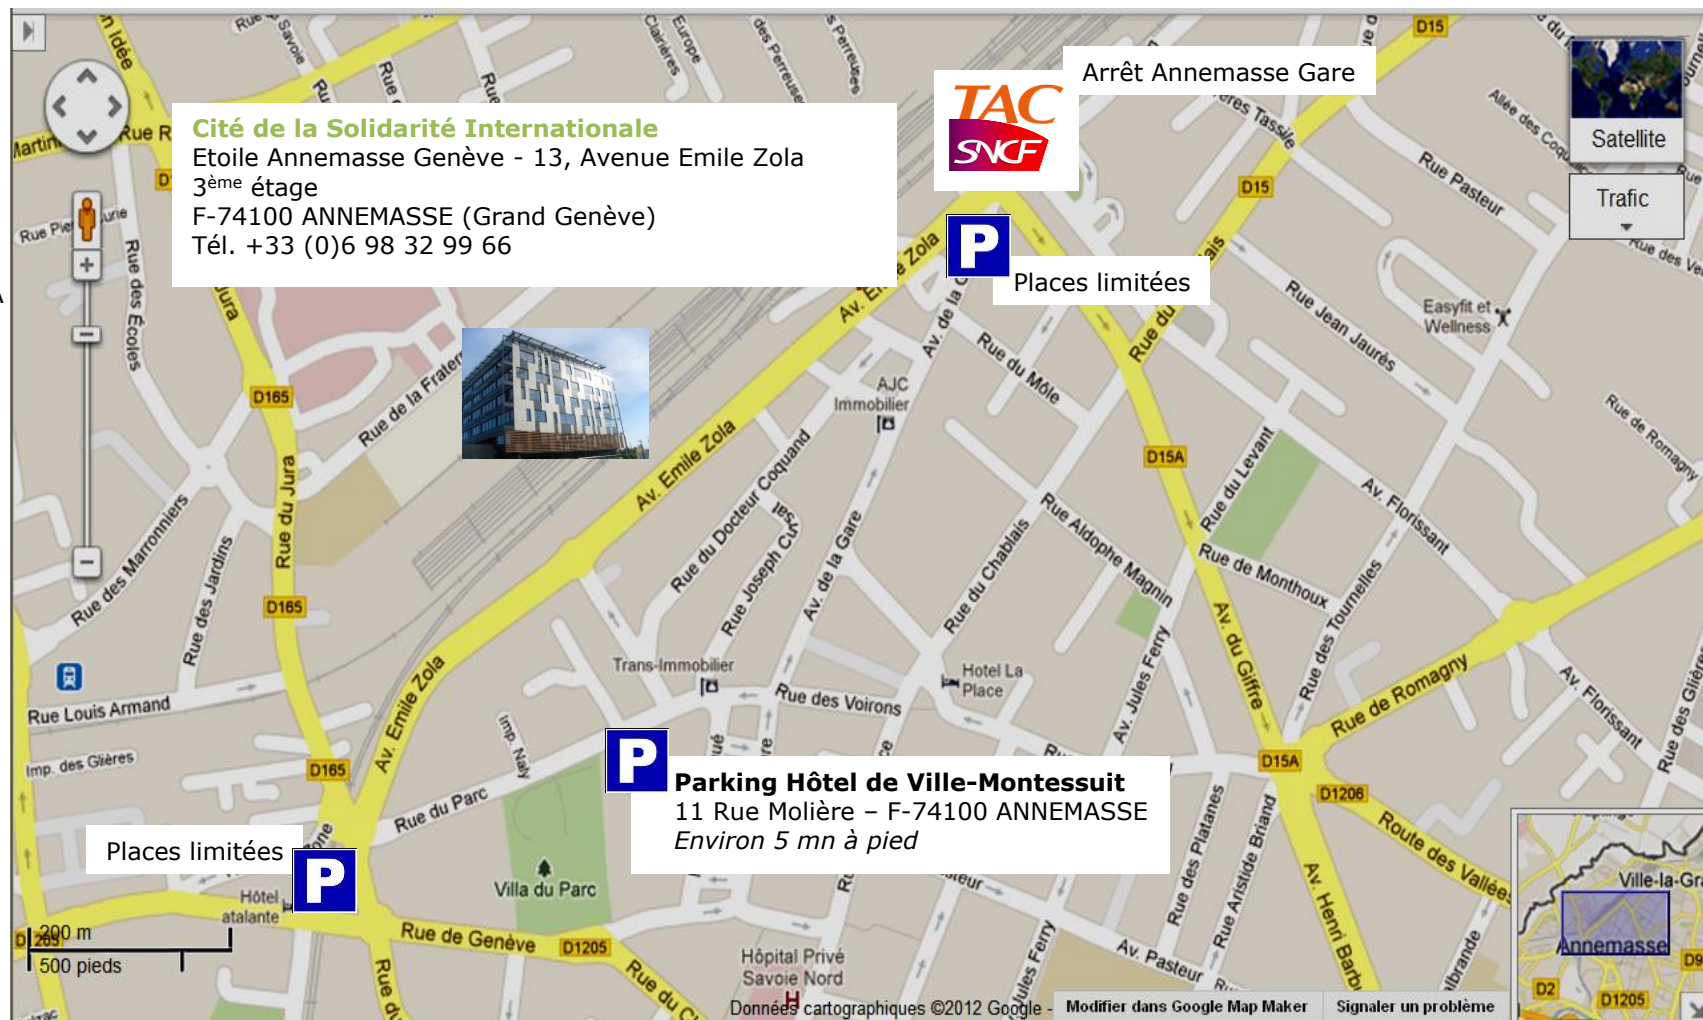 Cité de la Solidarité Internationale
Etoile Annemasse Genève - 13, Avenue Emile Zola
3ème étage
F-74100 ANNEMASSE (Grand Genève)
Tél. +33 (0)6 98 32 99 66
TAC
SNCF
Arrêt Annemasse Gare
D15
Satellite
Trafic
Rue Pasteur
D15
P
Places limitées
Av. Emile Zola
Rue des Écoles
Rue Jean Jaurès
Easyfit et
Wellness
Rue du Môle
AJC
Immobilier
D165
Rue de la Frater
Rue de Romagny
Av. Emile Zola
Rue du Jura
Rue du Docteur Coquand
Rue Joseph Cursat
Av. de la Gare
D15A
Rue du Levant
Av. Florissant
Rue Aldophe Magnin
Rue du Chablais
Rue de Monthoux
Rue des Tournelles
Rue des Marronniers
Rue des Jardins
D165
Av. du Giffre
Av. Jules Ferry
Trans-Immobilier
Hotel La
Place
Rue des Voirons
Rue de Romagny
Av. Florissant
Rue des Glières
Rue Louis Armand
Av. Emile Zola
Imp. Naly
Imp. des Glières
D165
D15A
D1206
P
Parking Hôtel de Ville-Montessuit
11 Rue Molière – F-74100 ANNEMASSE
Environ 5 mn à pied
Rue du Parc
Route des Vallées
Rue des Platanes
Rue Aristide Briand
Places limitées
P
Villa du Parc
Hôtel
atalante
Rue de Genève
D1205
Av. Henri Barbu
Av. Pasteur
Hôpital Privé
Savoie Nord
H
200 m
500 pieds
Ville-la-Gra
Annemasse
D2
D1205
Données cartographiques ©2012 Google -
Modifier dans Google Map Maker
Signaler un problème